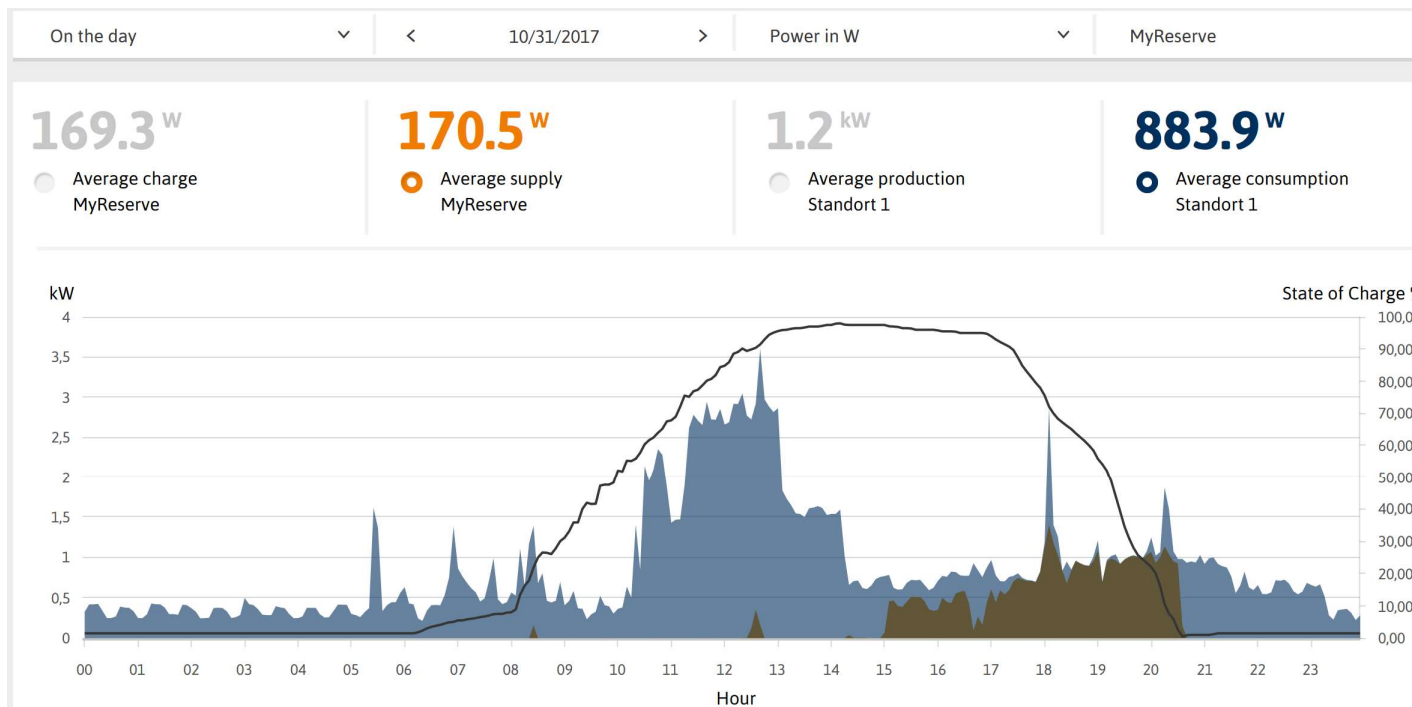 On the day
10/31/2017
Power in W
MyReserve
169.3 W
Average charge
MyReserve
170.5 W
Average supply
MyReserve
1.2 kW
Average production
Standort 1
883.9 W
Average consumption
Standort 1
kW
State of Charge
4
3,5
3
2,5
2
1,5
1
0,5
0
100,0
90,00
80,00
70,00
60,00
50,00
40,00
30,00
20,00
10,00
0,00
00 01 02 03 04 05 06 07 08 09 10 11 12 13 14 15 16 17 18 19 20 21 22 23
Hour